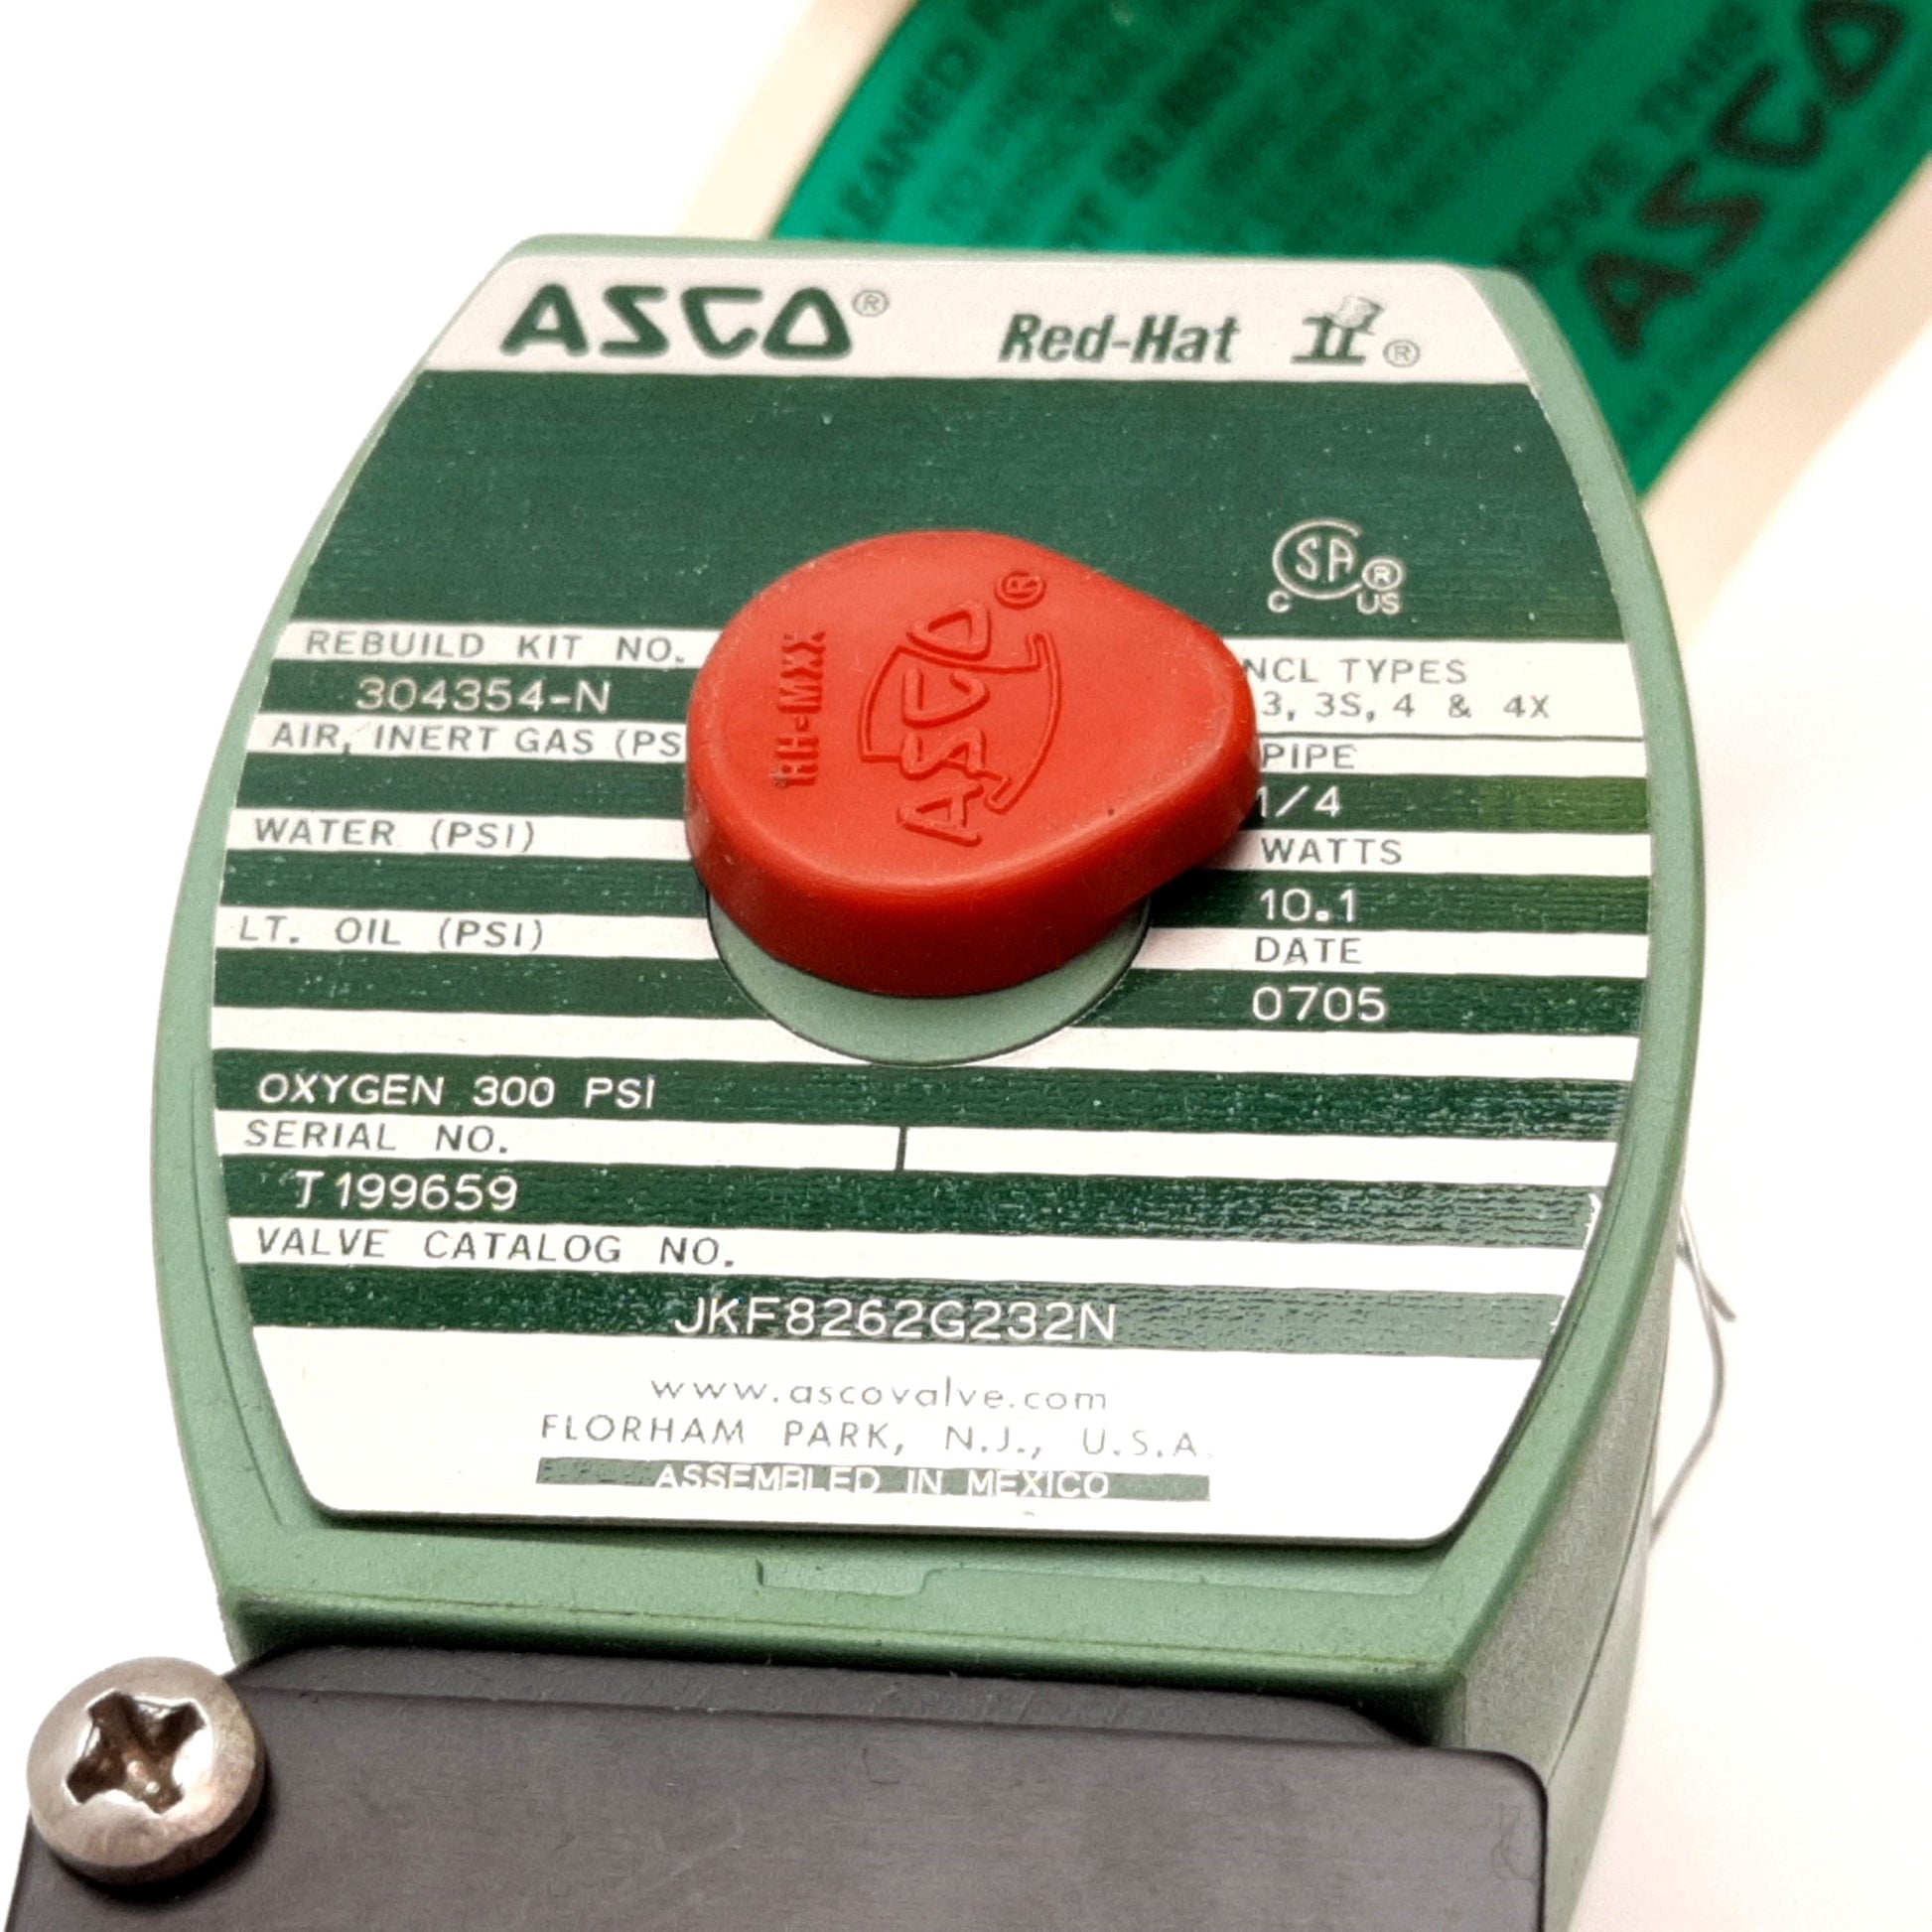 ASCO
ASCO® Red-Hat II®
SA®
C US
REBUILD KIT NO.
304354-N
NCL TYPES
3, 3S, 4 & 4X
AIR, INERT GAS (PS
PIPE
1/4
WATER (PSI)
WATTS
10.1
LT. OIL (PSI)
DATE
0705
ASCO®
OXYGEN 300 PSI
SERIAL NO.
T199659
VALVE CATALOG NO.
JKF8262G232N
www.ascovalve.com
FLORHAM PARK, N.J., U.S.A.
ASSEMBLED IN MEXICO